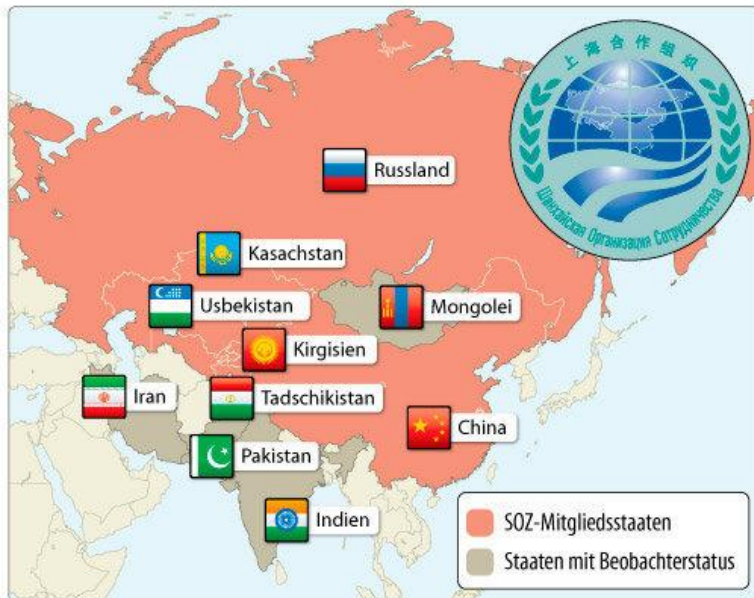 上海合作组织
Шанхайская Организация Сотрудничества
Russland
Kasachstan
Usbekistan
Mongolei
Kirgisien
Iran
Tadschikistan
China
Pakistan
Indien
SOZ-Mitgliedsstaaten
Staaten mit Beobachterstatus